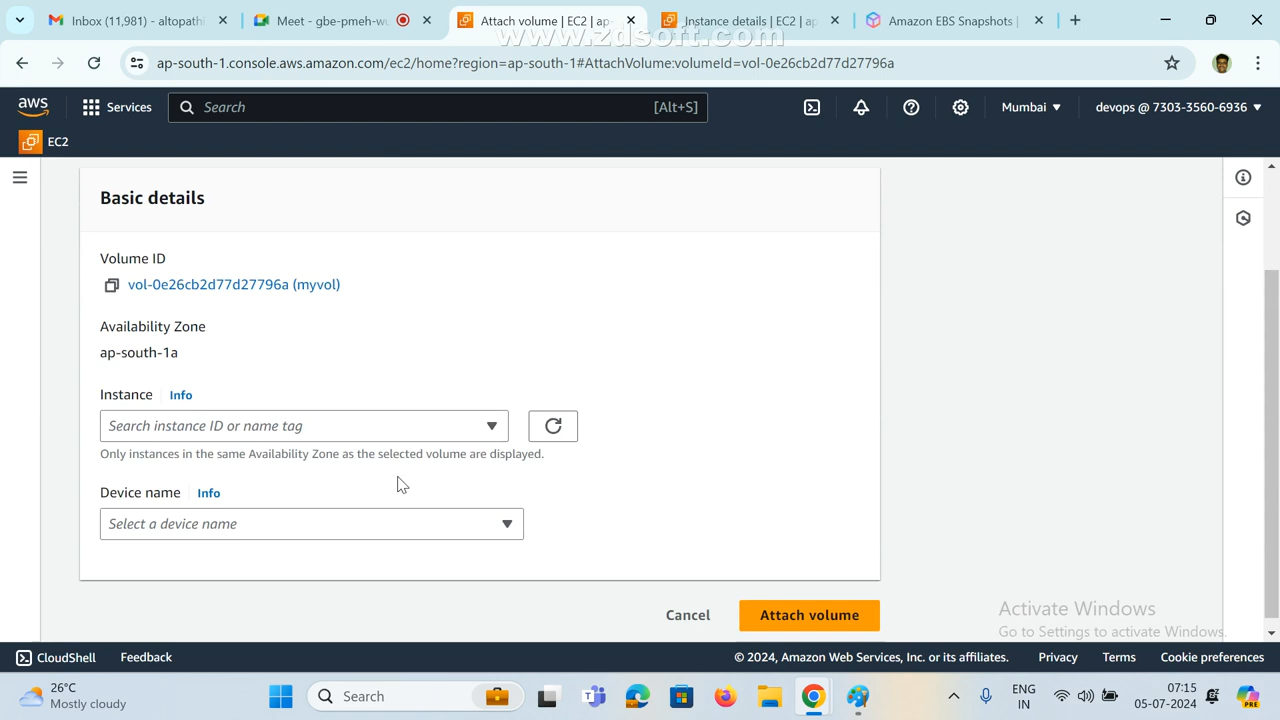 Inbox (11,981) - altopatin
Meet - gbe-pmeh-wu
Attach volume | EC2 | ap-
Instance details | EC2 | ap
Amazon EBS Snapshots |
www.zdsoft.com
ap-south-1.console.aws.amazon.com/ec2/home?region=ap-south-1#AttachVolume:volumeId=vol-0e26cb2d77d27796a
aws
Services
Search
[Alt+S]
Mumbai
devops @ 7303-3560-6936
EC2
Basic details
Volume ID
vol-0e26cb2d77d27796a (myvol)
Availability Zone
ap-south-1a
Instance
Info
Search instance ID or name tag
Only instances in the same Availability Zone as the selected volume are displayed.
Device name
Info
Select a device name
Cancel
Attach volume
Activate Windows
Go to Settings to activate Windows.
CloudShell
Feedback
© 2024, Amazon Web Services, Inc. or its affiliates.
Privacy
Terms
Cookie preferences
26°C
Mostly cloudy
Search
ENG
IN
07:15
05-07-2024
PRE